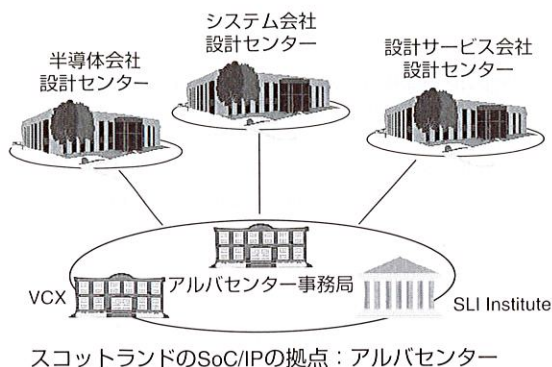 システム会社
設計センター
半導体会社
設計センター
設計サービス会社
設計センター
アルバセンター事務局
VCX
SLI Institute
スコットランドのSoC/IPの拠点：アルバセンター